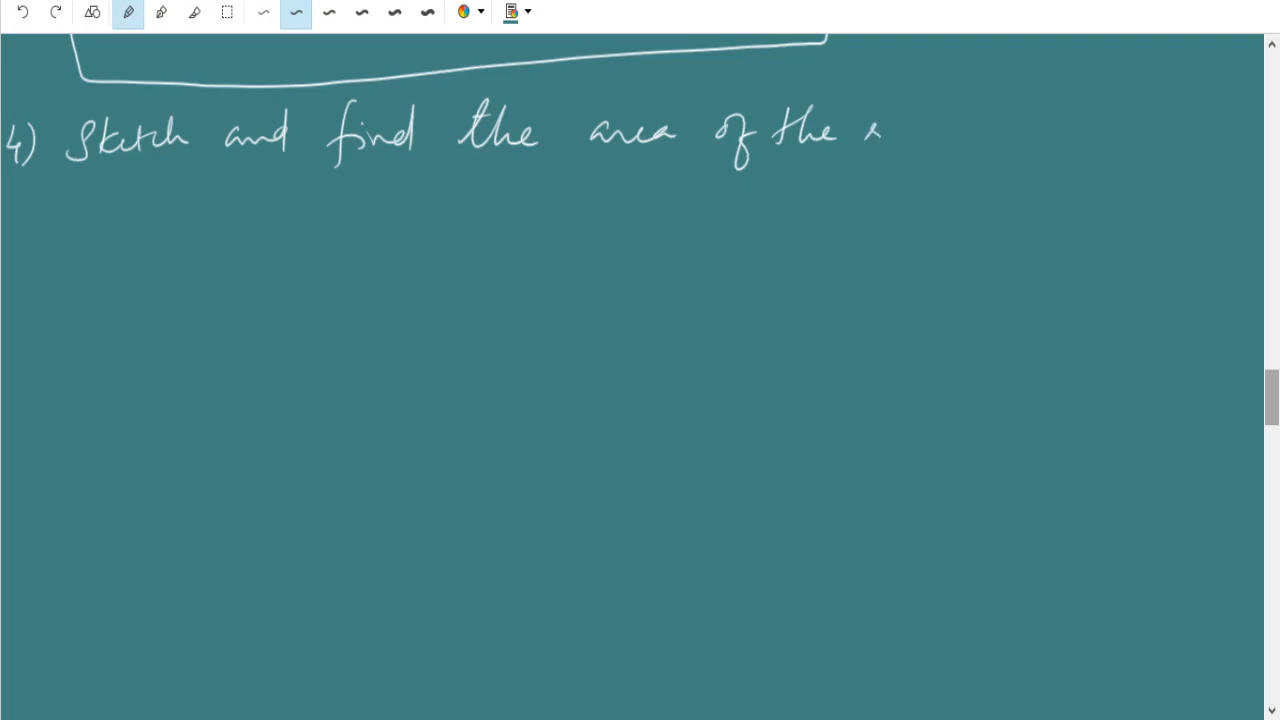 4) Sketch and find the area of the